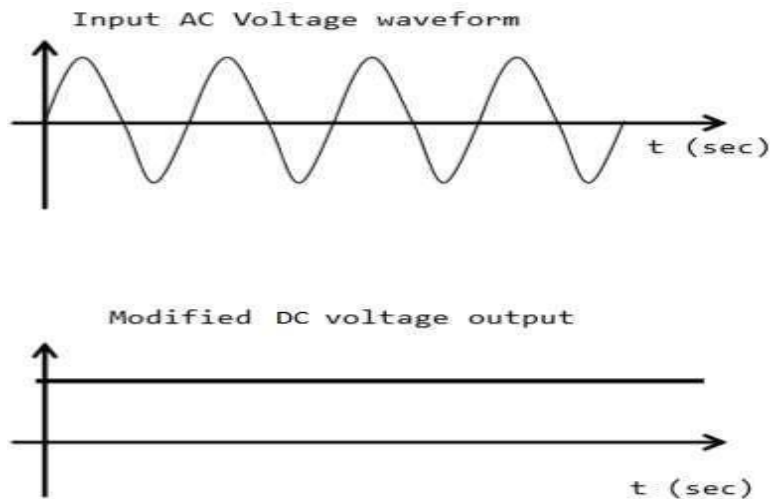 Input AC Voltage waveform
t (sec)
Modified DC voltage output
t (sec)